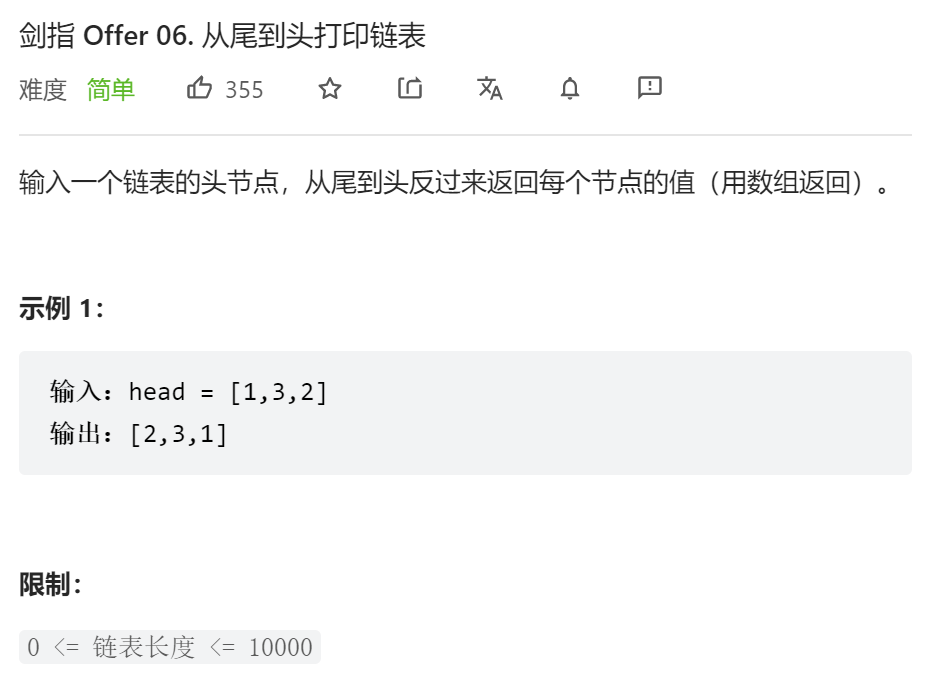 剑指 Offer 06. 从尾到头打印链表
难度 简单 355
输入一个链表的头节点，从尾到头反过来返回每个节点的值（用数组返回）。
示例 1：
输入：head = [1,3,2]
输出：[2,3,1]
限制：
0 <= 链表长度 <= 10000